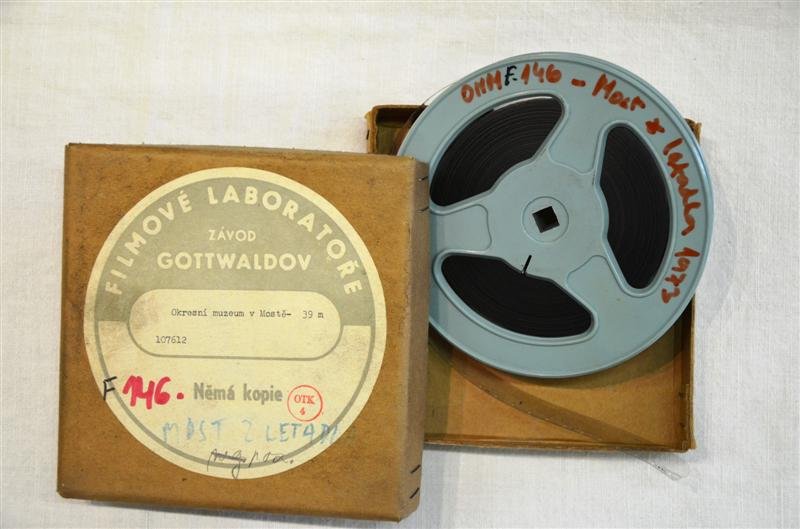 FILMOVÉ LABORATOŘE
ZÁVOD
GOTTWALDOV
Okresní muzeum v Mostě- 39 m
107612
F 146. Němá kopie
OTK
4
MOST Z LETADLA
OMM F. 146 - Most z letadla 1973